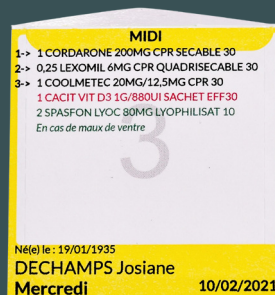 MIDI
1-> 1 CORDARONE 200MG CPR SECABLE 30
2-> 0,25 LEXOMIL 6MG CPR QUADRISECABLE 30
3-> 1 COOLMETEC 20MG/12,5MG CPR 30
1 CACIT VIT D3 1G/880UI SACHET EFF30
2 SPASFON LYOC 80MG LYOPHILISAT 10
En cas de maux de ventre
3
Né(e) le : 19/01/1935
DECHAMPS Josiane
Mercredi 10/02/2021